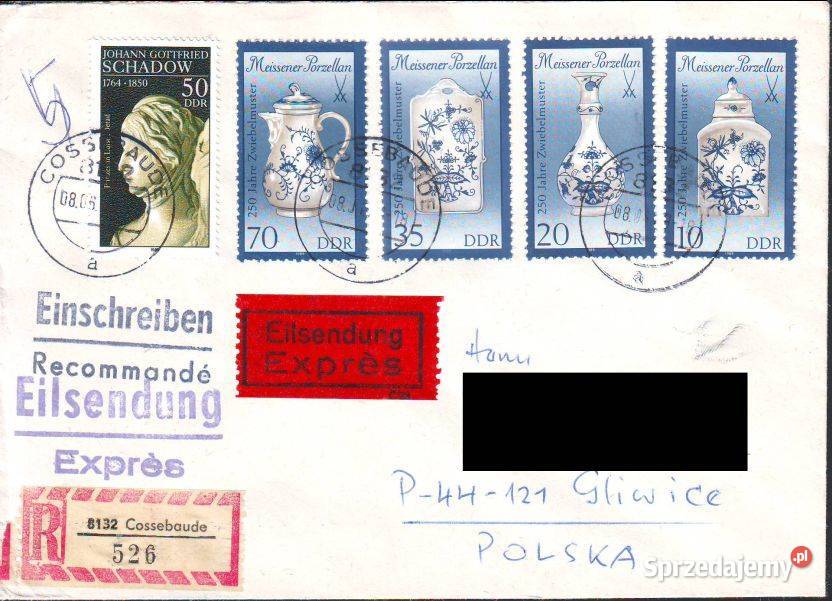 JOHANN GOTTFRIED
SCHADOW
1764 · 1850
50
DDR
Meissener Porzellan
250 Jahre Zwiebelmuster
70 DDR
Meissener Porzellan
250 Jahre Zwiebelmuster
35 DDR
Meissener Porzellan
250 Jahre Zwiebelmuster
20 DDR
Meissener Porzellan
250 Jahre Zwiebelmuster
10 DDR
COSSEBAUDE
08.06
a
COSSEBAUDE
a
a
Einschreiben
Recommandé
Eilsendung
Exprès
Eilsendung
Exprès
R
8132 Cossebaude
526
Herrn
P-44-121 Gliwice
POLSKA
Sprzedajemy.pl